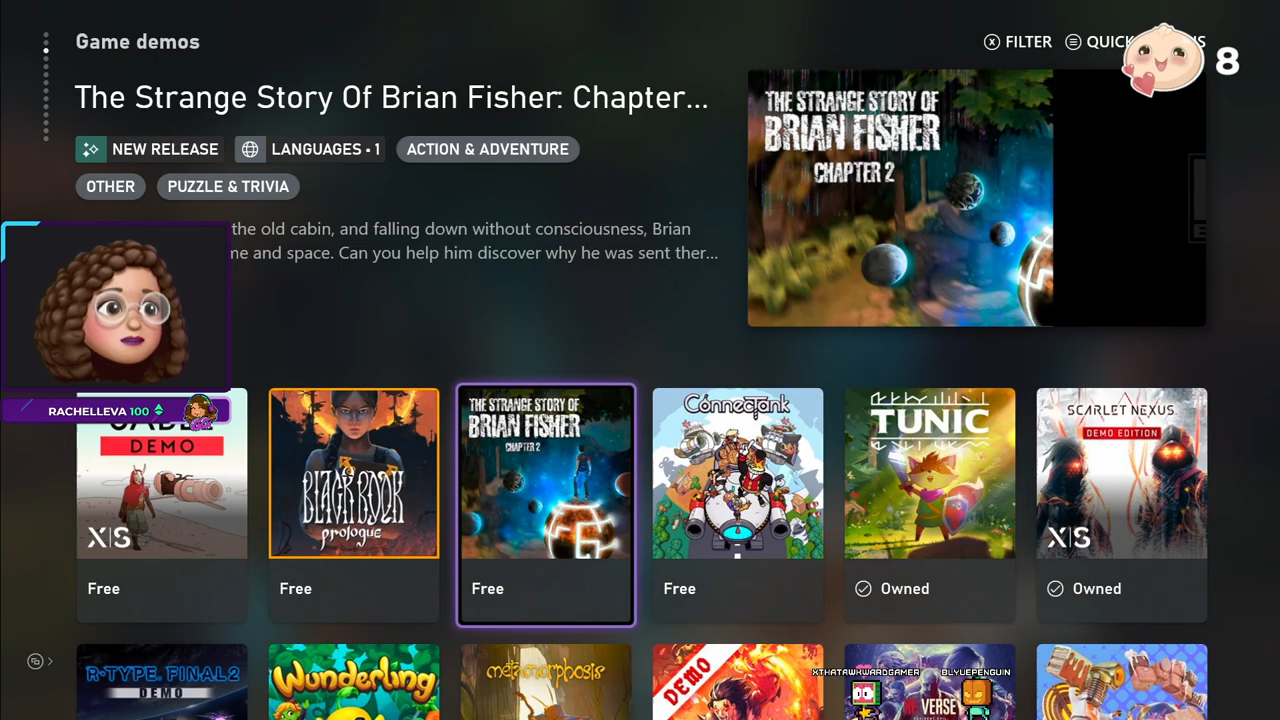 Game demos
FILTER
QUICK
8
The Strange Story Of Brian Fisher: Chapter...
NEW RELEASE
LANGUAGES • 1
ACTION & ADVENTURE
OTHER
PUZZLE & TRIVIA
the old cabin, and falling down without consciousness, Brian
me and space. Can you help him discover why he was sent ther...
THE STRANGE STORY OF
BRIAN FISHER
CHAPTER 2
RACHELLEVA 100
DEMO
X|S
Free
BLACK BOOK
prologue
Free
THE STRANGE STORY OF
BRIAN FISHER
CHAPTER 2
Free
ConnecTank
Free
TUNIC
Owned
SCARLET NEXUS
DEMO EDITION
X|S
Owned
R-TYPE FINAL 2
DEMO
Wunderling
metamorphosis
DEMO
XTHATAWKWARDGAMER
BLYUEPENGUIN
VERSE